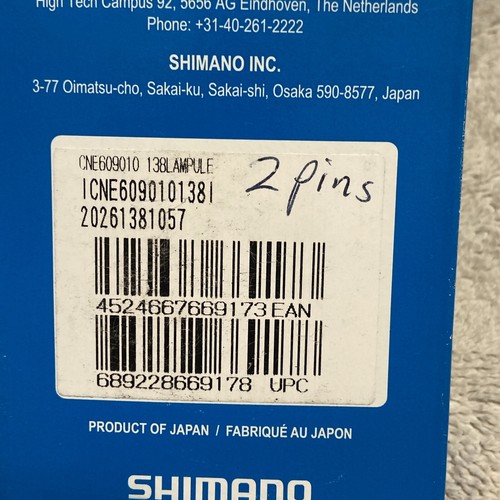 High Tech Campus 92, 5656 AG Eindhoven, The Netherlands
Phone: +31-40-261-2222
SHIMANO INC.
3-77 Oimatsu-cho, Sakai-ku, Sakai-shi, Osaka 590-8577, Japan
CNE609010 138LAMPULE
2 pins
ICNE609010138I
20261381057
4524667669173 EAN
689228669178 UPC
PRODUCT OF JAPAN / FABRIQUÉ AU JAPON
SHIMANO